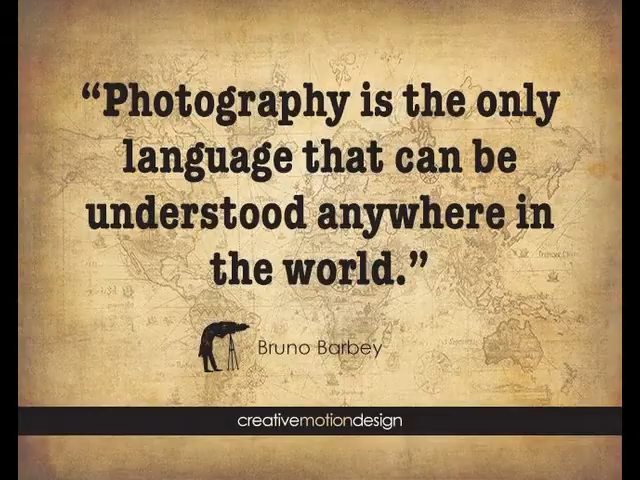 “Photography is the only
language that can be
understood anywhere in
the world.”
Bruno Barbey
creativemotiondesign